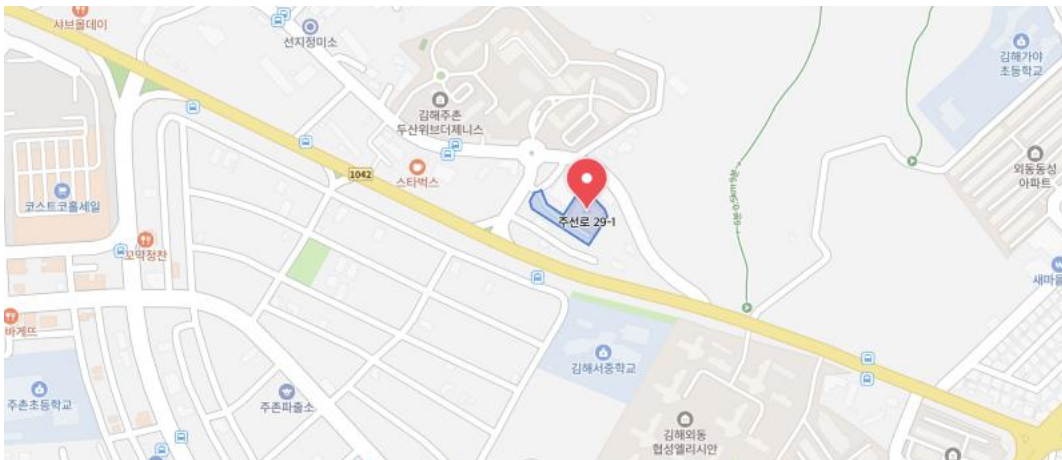 샤브올데이
선지정미소
김해가야
초등학교
김해주촌
두산위브더제니스
외동동성
아파트
1042
스타벅스
코스트코홀세일
주선로 29-1
꼬막정찬
새마을
바게뜨
김해서중학교
주촌초등학교
주촌파출소
김해외동
협성엘리시안